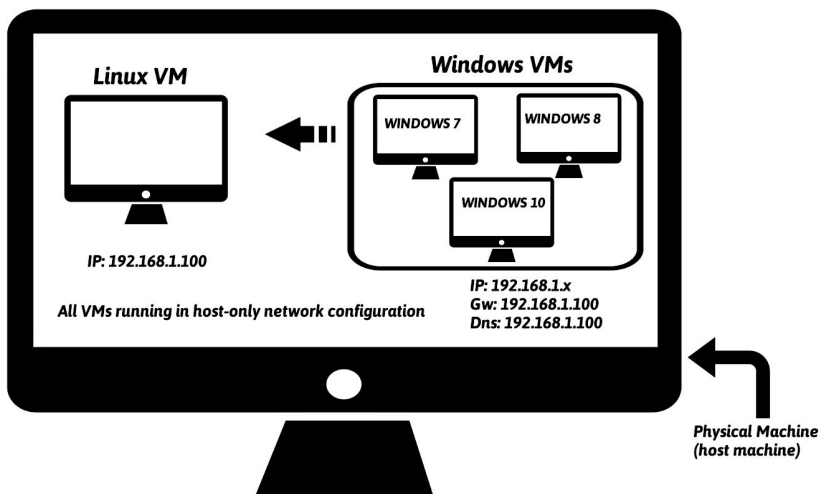 Linux VM
Windows VMs
WINDOWS 7
WINDOWS 8
WINDOWS 10
IP: 192.168.1.100
IP: 192.168.1.x
Gw: 192.168.1.100
Dns: 192.168.1.100
All VMs running in host-only network configuration
Physical Machine
(host machine)